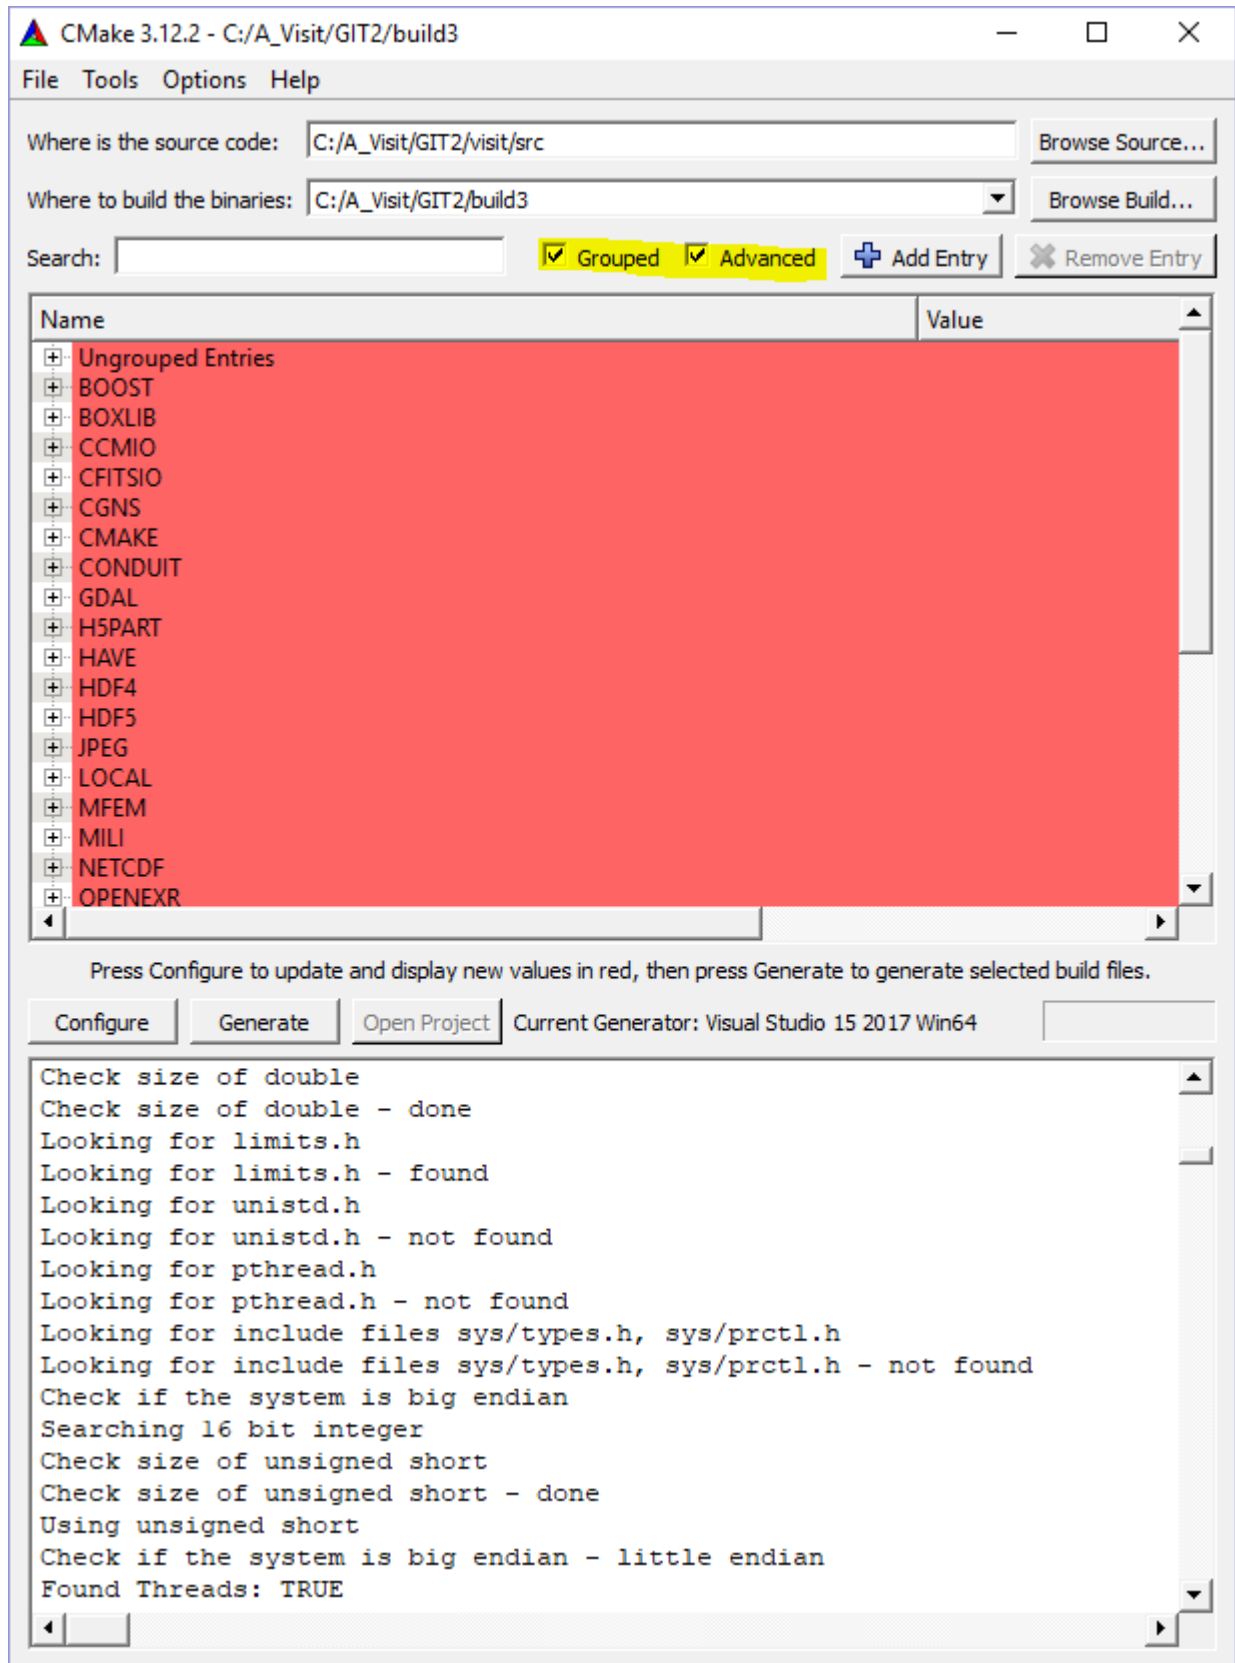 CMake 3.12.2 - C:/A_Visit/GIT2/build3
File Tools Options Help
Where is the source code: C:/A_Visit/GIT2/visit/src Browse Source...
Where to build the binaries: C:/A_Visit/GIT2/build3 Browse Build...
Search: Grouped Advanced Add Entry Remove Entry
Name Value
Ungrouped Entries
BOOST
BOXLIB
CCMIO
CFITSIO
CGNS
CMAKE
CONDUIT
GDAL
H5PART
HAVE
HDF4
HDF5
JPEG
LOCAL
MFEM
MILI
NETCDF
OPENEXR
Press Configure to update and display new values in red, then press Generate to generate selected build files.
Configure Generate Open Project Current Generator: Visual Studio 15 2017 Win64
Check size of double
Check size of double - done
Looking for limits.h
Looking for limits.h - found
Looking for unistd.h
Looking for unistd.h - not found
Looking for pthread.h
Looking for pthread.h - not found
Looking for include files sys/types.h, sys/prctl.h
Looking for include files sys/types.h, sys/prctl.h - not found
Check if the system is big endian
Searching 16 bit integer
Check size of unsigned short
Check size of unsigned short - done
Using unsigned short
Check if the system is big endian - little endian
Found Threads: TRUE